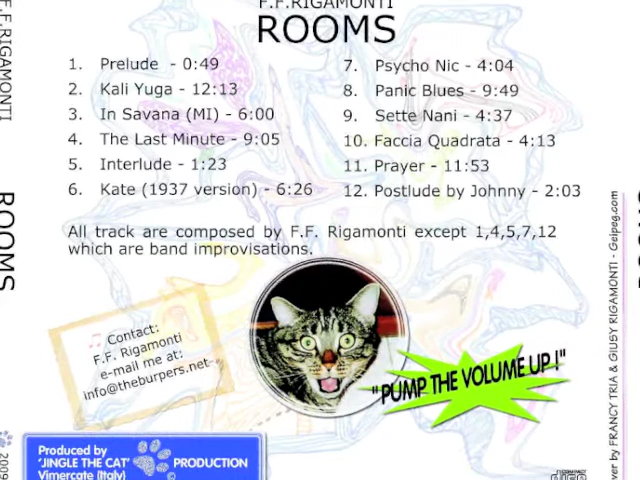 F.F.RIGAMONTI
ROOMS
1. Prelude - 0:49
2. Kali Yuga - 12:13
3. In Savana (MI) - 6:00
4. The Last Minute - 9:05
5. Interlude - 1:23
6. Kate (1937 version) - 6:26
7. Psycho Nic - 4:04
8. Panic Blues - 9:49
9. Sette Nani - 4:37
10. Faccia Quadrata - 4:13
11. Prayer - 11:53
12. Postlude by Johnny - 2:03
All track are composed by F.F. Rigamonti except 1,4,5,7,12
which are band improvisations.
Contact:
F.F. Rigamonti
e-mail me at:
info@theburpers.net
"PUMP THE VOLUME UP !"
Produced by
'JINGLE THE CAT' PRODUCTION
Vimercate (Italy)
F.F.RIGAMONTI
ROOMS
2009
by FRANCY TRIA & GIUSY RIGAMONTI - Gelpeg.com
COMPACT
disc